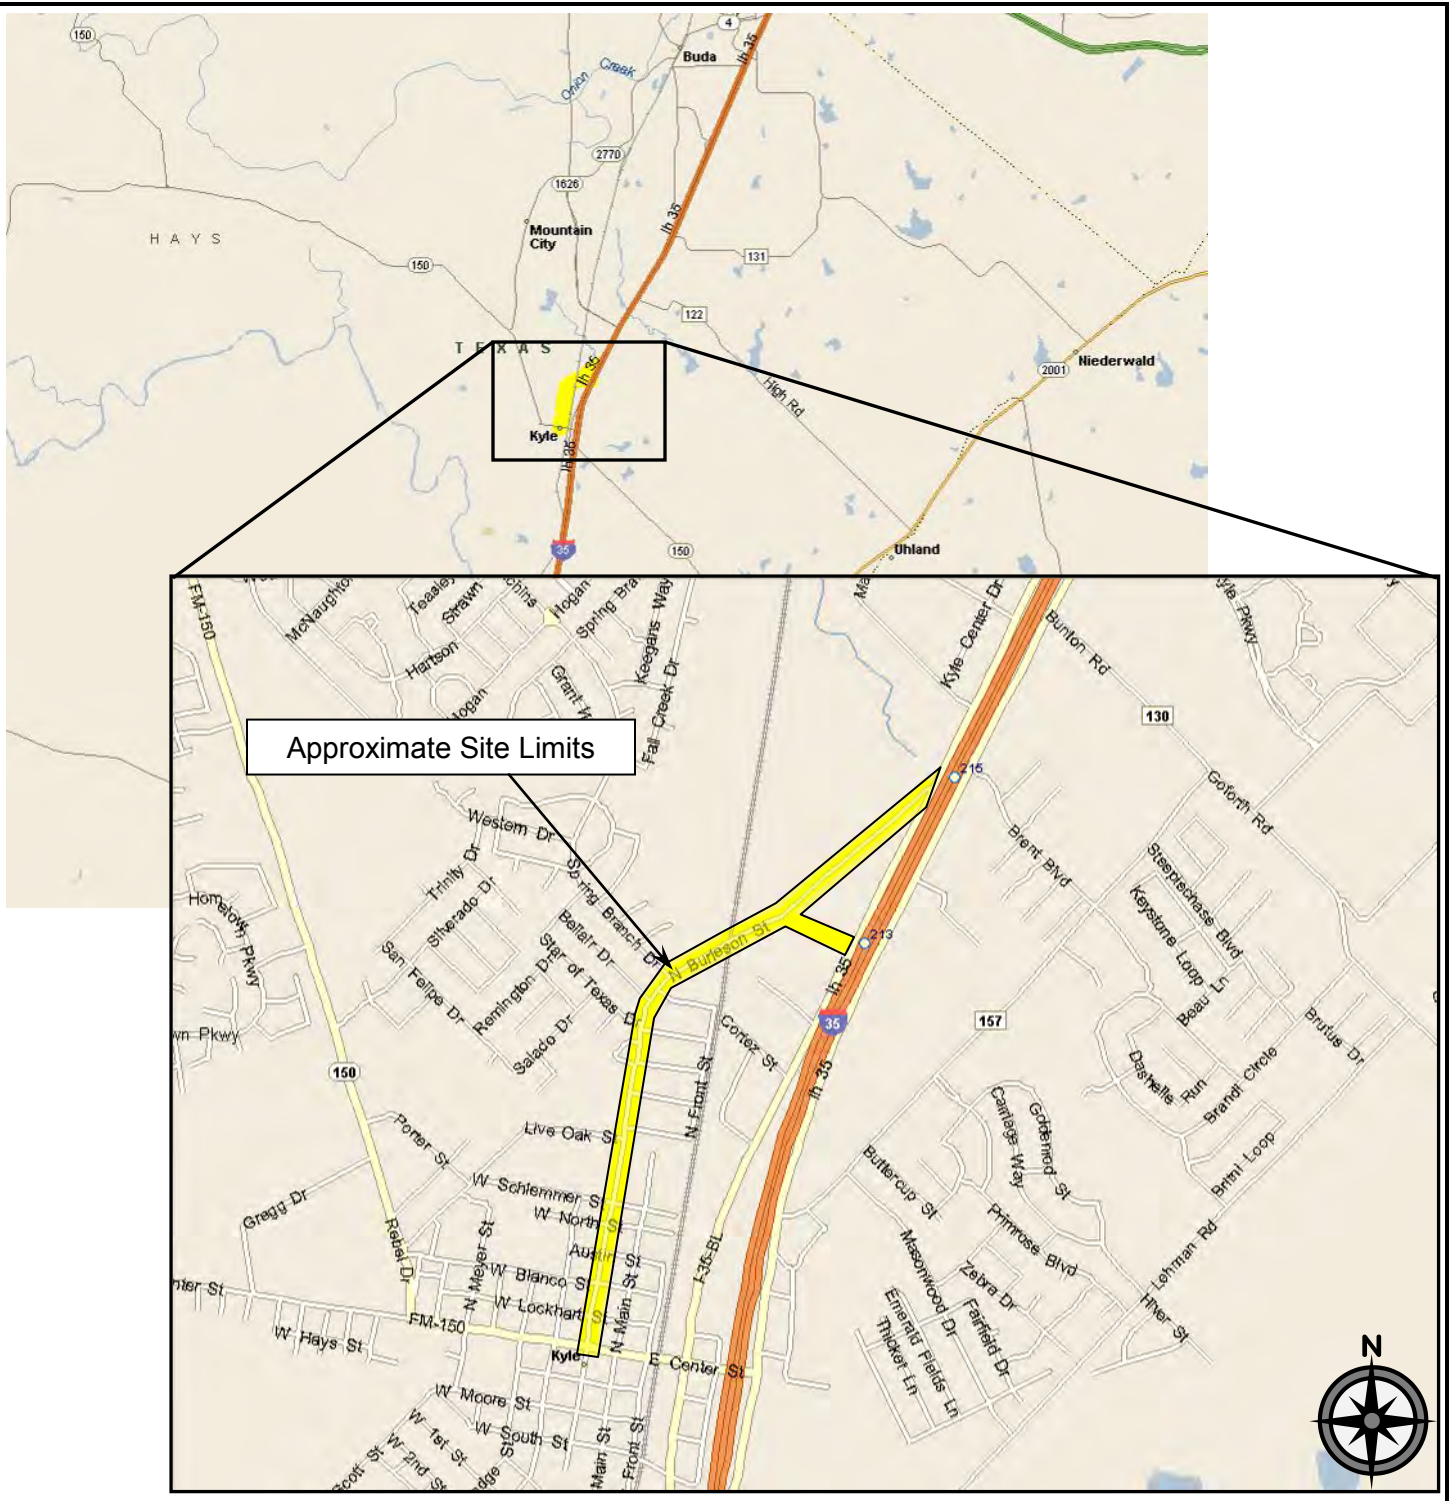 150
4
Buda
Ih 35
Onion Creek
2770
1626
Mountain
City
Ih 35
HAYS
150
131
122
TEXAS
Ih 35
Niederwald
2001
High Rd
Kyle
Ih 35
35
150
Uhland
FM-150
McNaughton
Teasley
Strawn
Hogan
Spring Bra
Keegans Way
Kyle Center Dr
Bunton Rd
Kyle Pkwy
Hartson
Hogan
Grant W
Fall Creek Dr
130
Approximate Site Limits
215
Goforth Rd
Western Dr
Trinity Dr
Spring Branch Dr
Brent Blvd
Steeplechase Blvd
Hometown Pkwy
Silverado Dr
Bellair Dr
Keystone Loop
San Felipe Dr
Remington Dr
Star of Texas Dr
N Burleson St
213
Ih 35
Beau Ln
wn Pkwy
Salado Dr
Cortez St
35
157
Brutus Dr
150
N Front St
Ih 35
Dashelle Run
Brandi Circle
Porter St
Live Oak S
Carriage Way
Goldenrod St
Britni Loop
Gregg Dr
W Schlemmer S
W North St
Buttercup St
Primrose Blvd
Lehman Rd
Rebel Dr
N Meyer St
Austin St
I-35-BL
Masonwood Dr
Zebra Dr
nter St
W Blanco S
St
Hiver St
W Lockhart St
N Main
Emerald Fields Ln
Fairfield Dr
W Hays St
FM-150
Thicket Ln
Kyle
E Center St
N
W Moore St
W South St
W 1st St
W 2nd St
Scott St
Main St
Front St